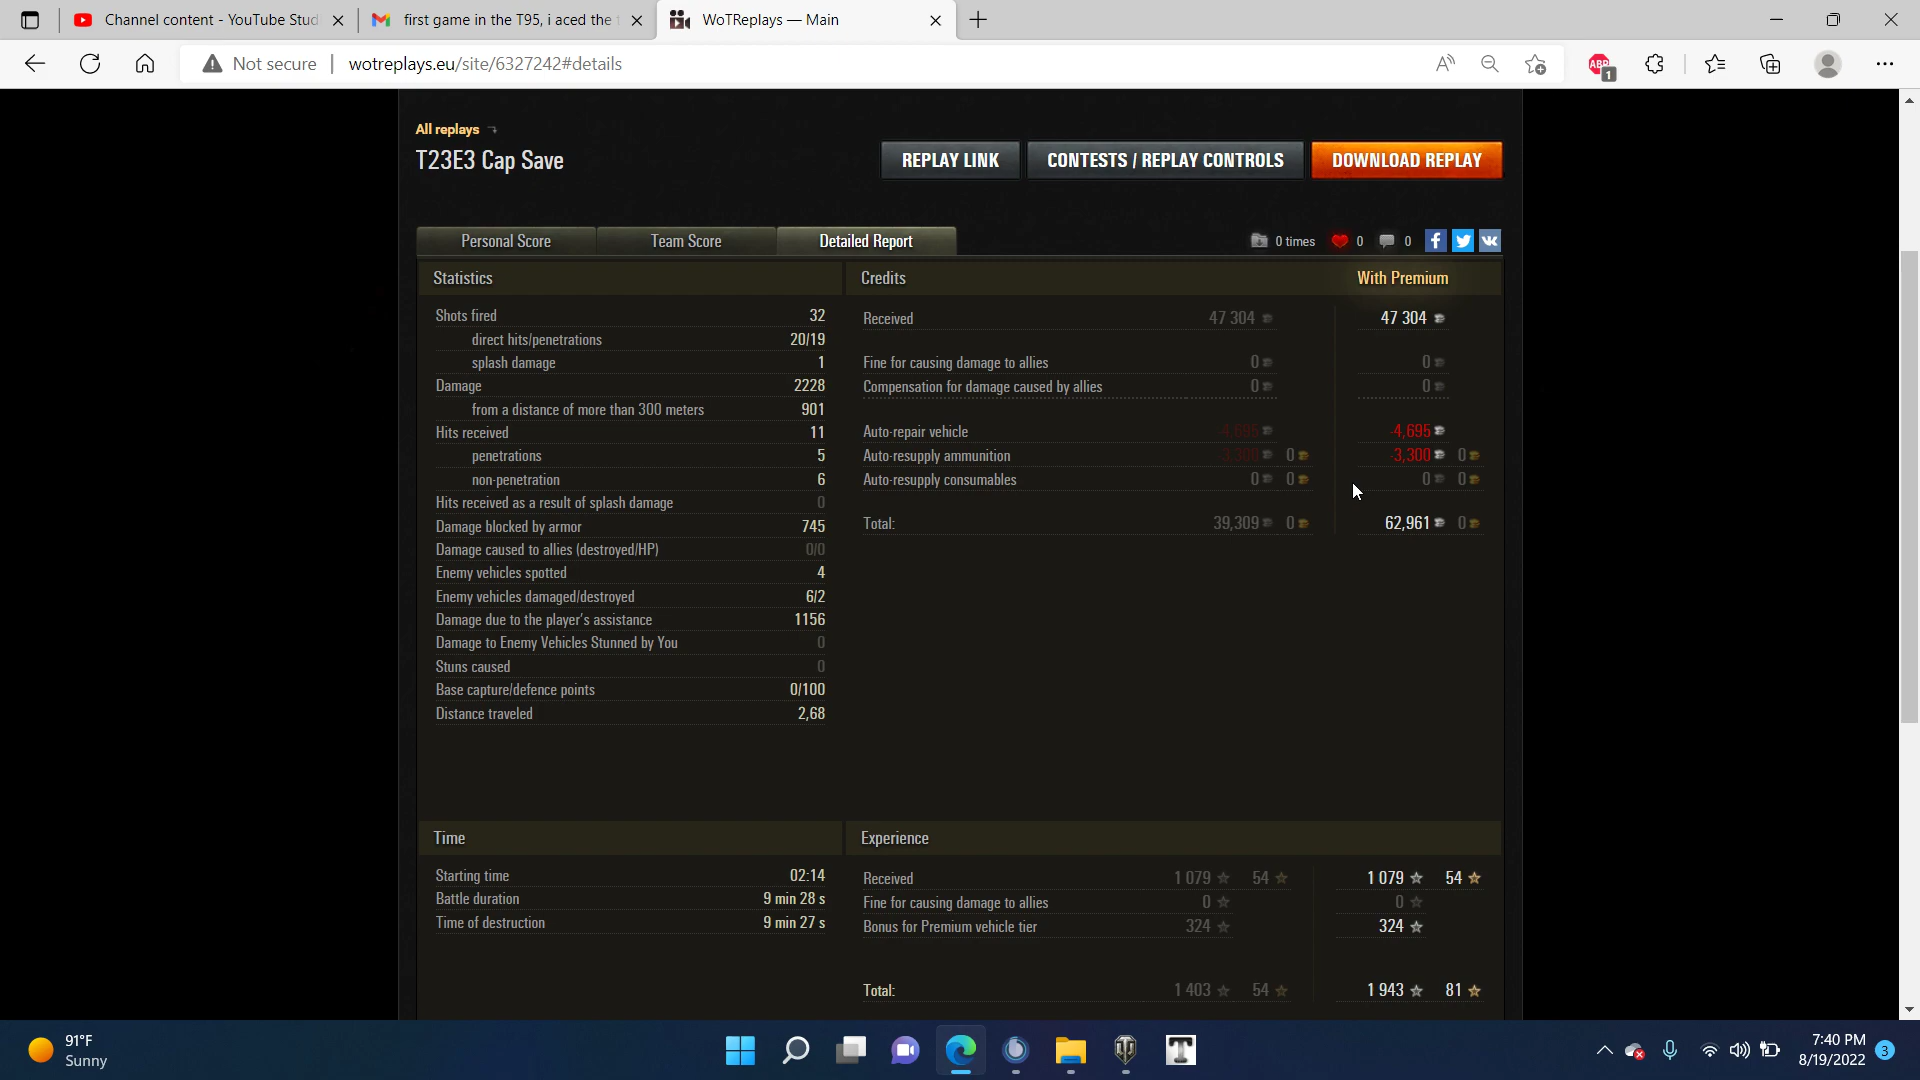 Channel content - YouTube Stud
first game in the T95, i aced the t
WoTReplays — Main
Not secure
wotreplays.eu/site/6327242#details
ABP
1
All replays
T23E3 Cap Save
REPLAY LINK
CONTESTS / REPLAY CONTROLS
DOWNLOAD REPLAY
Personal Score
Team Score
Detailed Report
0 times
0
0
Statistics
Shots fired 32
direct hits/penetrations 20/19
splash damage 1
Damage 2228
from a distance of more than 300 meters 901
Hits received 11
penetrations 5
non-penetration 6
Hits received as a result of splash damage 0
Damage blocked by armor 745
Damage caused to allies (destroyed/HP) 0/0
Enemy vehicles spotted 4
Enemy vehicles damaged/destroyed 6/2
Damage due to the player's assistance 1156
Damage to Enemy Vehicles Stunned by You 0
Stuns caused 0
Base capture/defence points 0/100
Distance traveled 2,68
Credits With Premium
Received 47 304 47 304
Fine for causing damage to allies 0 0
Compensation for damage caused by allies 0 0
Auto-repair vehicle -4,695 -4,695
Auto-resupply ammunition -3,300 0 -3,300 0
Auto-resupply consumables 0 0 0 0
Total: 39,309 0 62,961 0
Time
Starting time 02:14
Battle duration 9 min 28 s
Time of destruction 9 min 27 s
Experience
Received 1 079 54 1 079 54
Fine for causing damage to allies 0 0
Bonus for Premium vehicle tier 324 324
Total: 1 403 54 1 943 81
91°F
Sunny
7:40 PM
8/19/2022
3